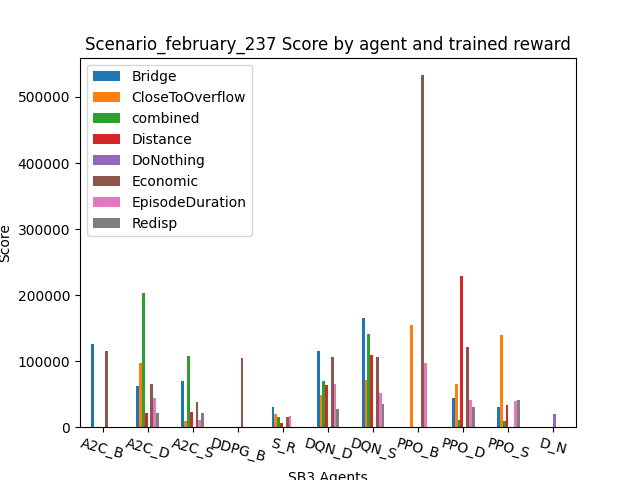 Scenario_february_237 Score by agent and trained reward
Bridge
CloseToOverflow
combined
Distance
DoNothing
Economic
EpisodeDuration
Redisp
500000
400000
300000
200000
100000
0
Score
A2C_B
A2C_D
A2C_S
DDPG_B
S_R
DQN_D
DQN_S
PPO_B
PPO_D
PPO_S
D_N
SB3 Agents